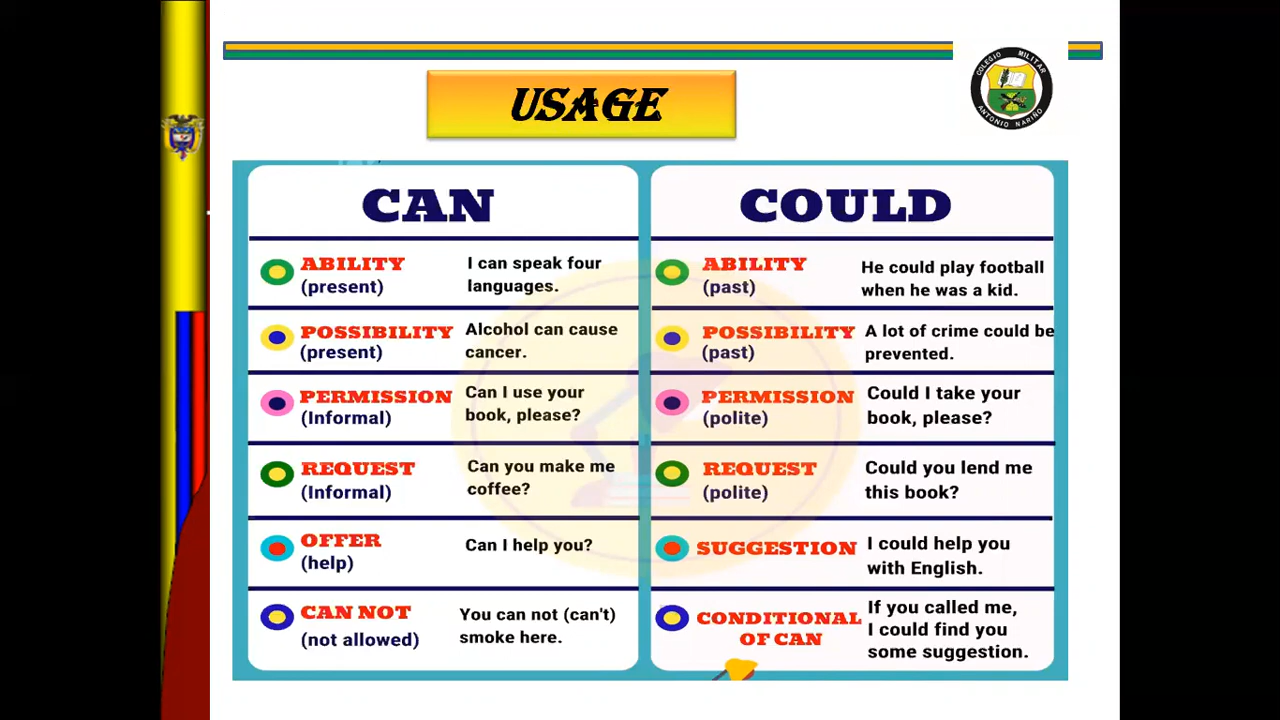 COLEGIO MILITAR
ANTONIO NARIÑO
USAGE
CAN
ABILITY
(present)
I can speak four
languages.
POSSIBILITY
(present)
Alcohol can cause
cancer.
PERMISSION
(Informal)
Can I use your
book, please?
REQUEST
(Informal)
Can you make me
coffee?
OFFER
(help)
Can I help you?
CAN NOT
(not allowed)
You can not (can't)
smoke here.
COULD
ABILITY
(past)
He could play football
when he was a kid.
POSSIBILITY
(past)
A lot of crime could be
prevented.
PERMISSION
(polite)
Could I take your
book, please?
REQUEST
(polite)
Could you lend me
this book?
SUGGESTION
I could help you
with English.
CONDITIONAL
OF CAN
If you called me,
I could find you
some suggestion.